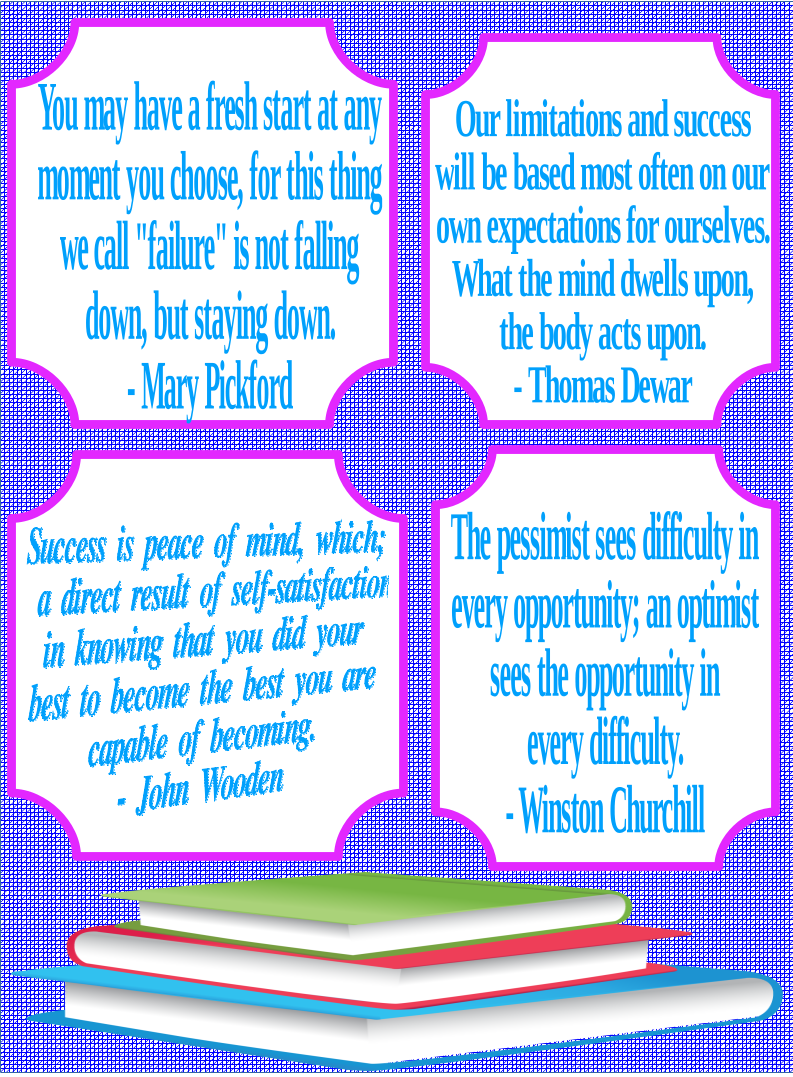 You may have a fresh start at any
moment you choose, for this thing
we call "failure" is not falling
down, but staying down.
- Mary Pickford
Our limitations and success
will be based most often on our
own expectations for ourselves.
What the mind dwells upon,
the body acts upon.
- Thomas Dewar
Success is peace of mind, which;
a direct result of self-satisfaction
in knowing that you did your
best to become the best you are
capable of becoming.
- John Wooden
The pessimist sees difficulty in
every opportunity; an optimist
sees the opportunity in
every difficulty.
- Winston Churchill